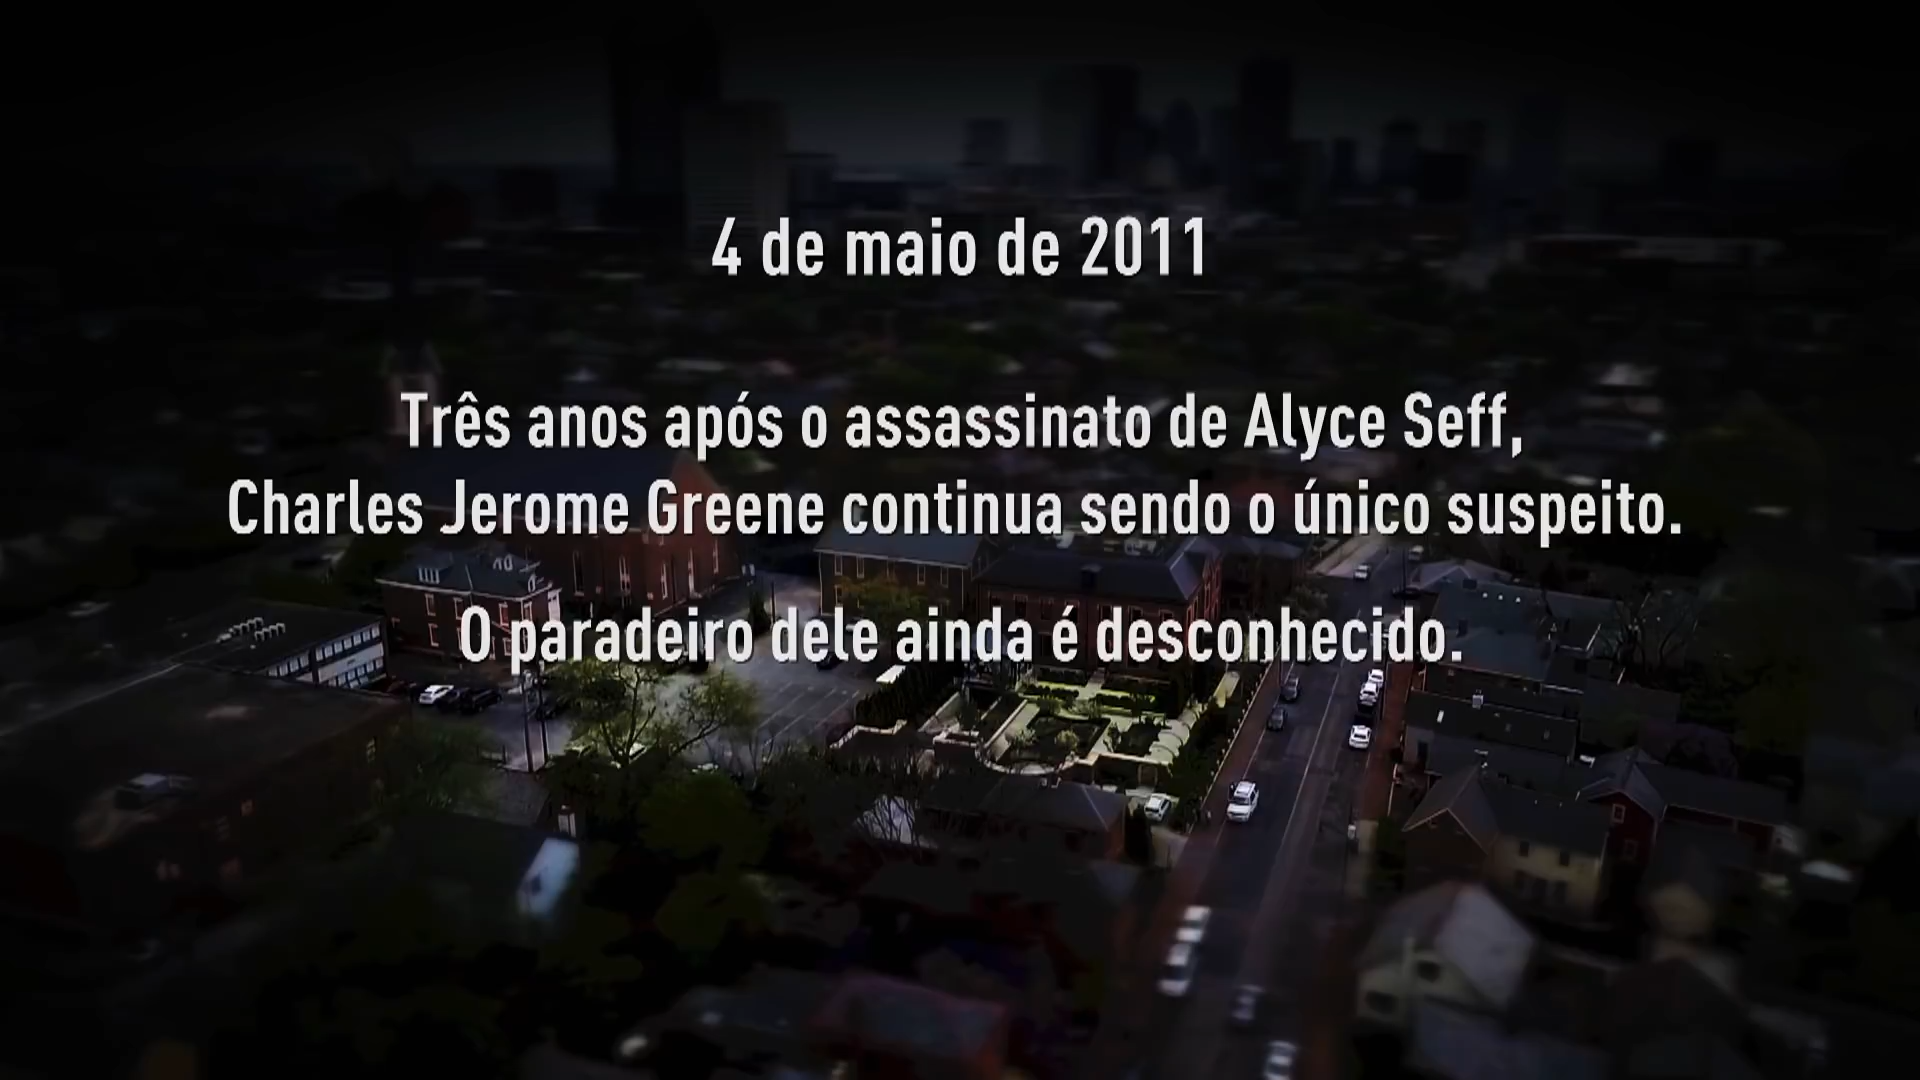 4 de maio de 2011
Três anos após o assassinato de Alyce Seff,
Charles Jerome Greene continua sendo o único suspeito.
O paradeiro dele ainda é desconhecido.